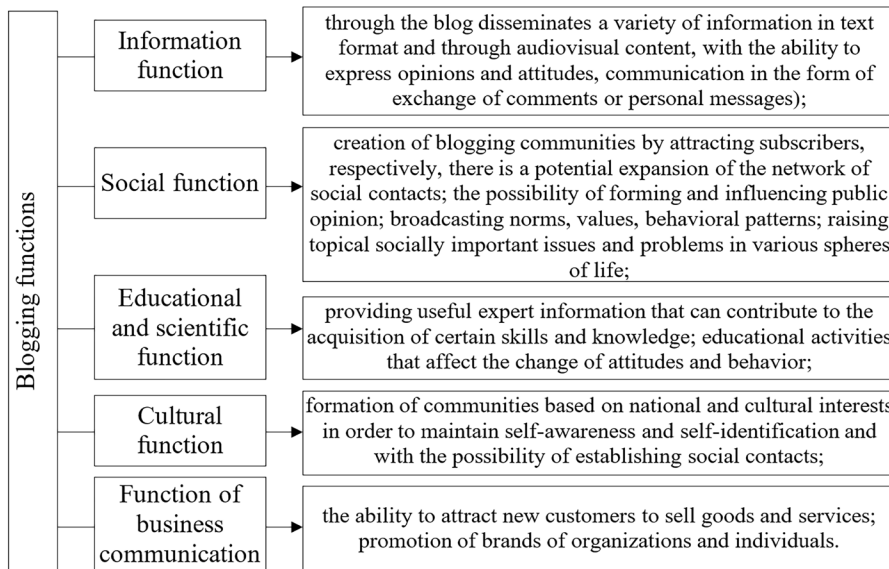 Blogging functions
Information
function
through the blog disseminates a variety of information in text
format and through audiovisual content, with the ability to
express opinions and attitudes, communication in the form of
exchange of comments or personal messages);
Social function
creation of blogging communities by attracting subscribers,
respectively, there is a potential expansion of the network of
social contacts; the possibility of forming and influencing public
opinion; broadcasting norms, values, behavioral patterns; raising
topical socially important issues and problems in various spheres
of life;
Educational
and scientific
function
providing useful expert information that can contribute to the
acquisition of certain skills and knowledge; educational activities
that affect the change of attitudes and behavior;
Cultural
function
formation of communities based on national and cultural interests
in order to maintain self-awareness and self-identification and
with the possibility of establishing social contacts;
Function of
business
communication
the ability to attract new customers to sell goods and services;
promotion of brands of organizations and individuals.